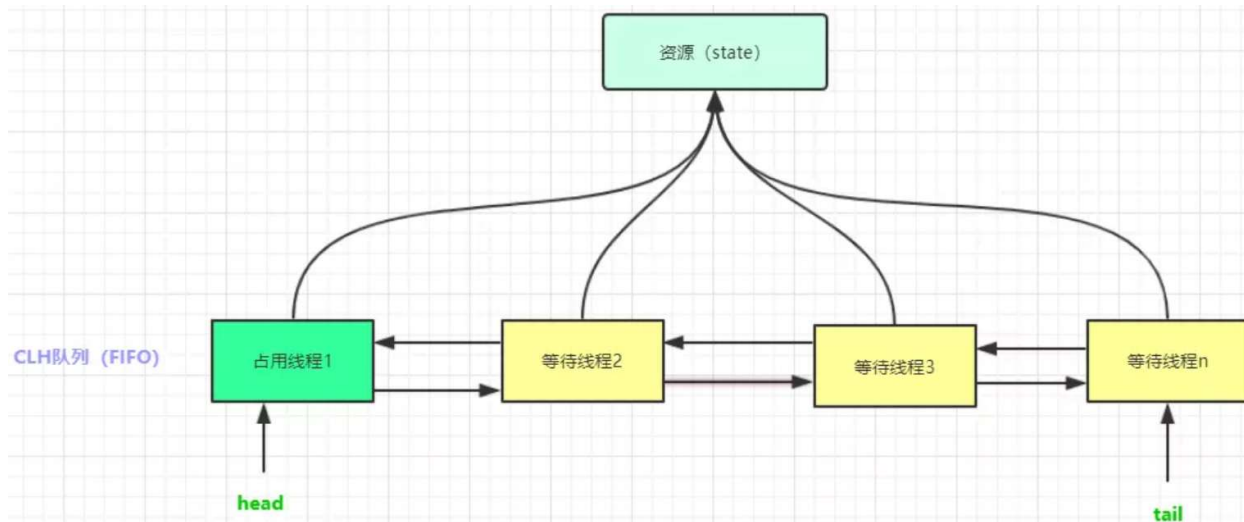 资源（state）
CLH队列（FIFO）
占用线程1
等待线程2
等待线程3
等待线程n
head
tail